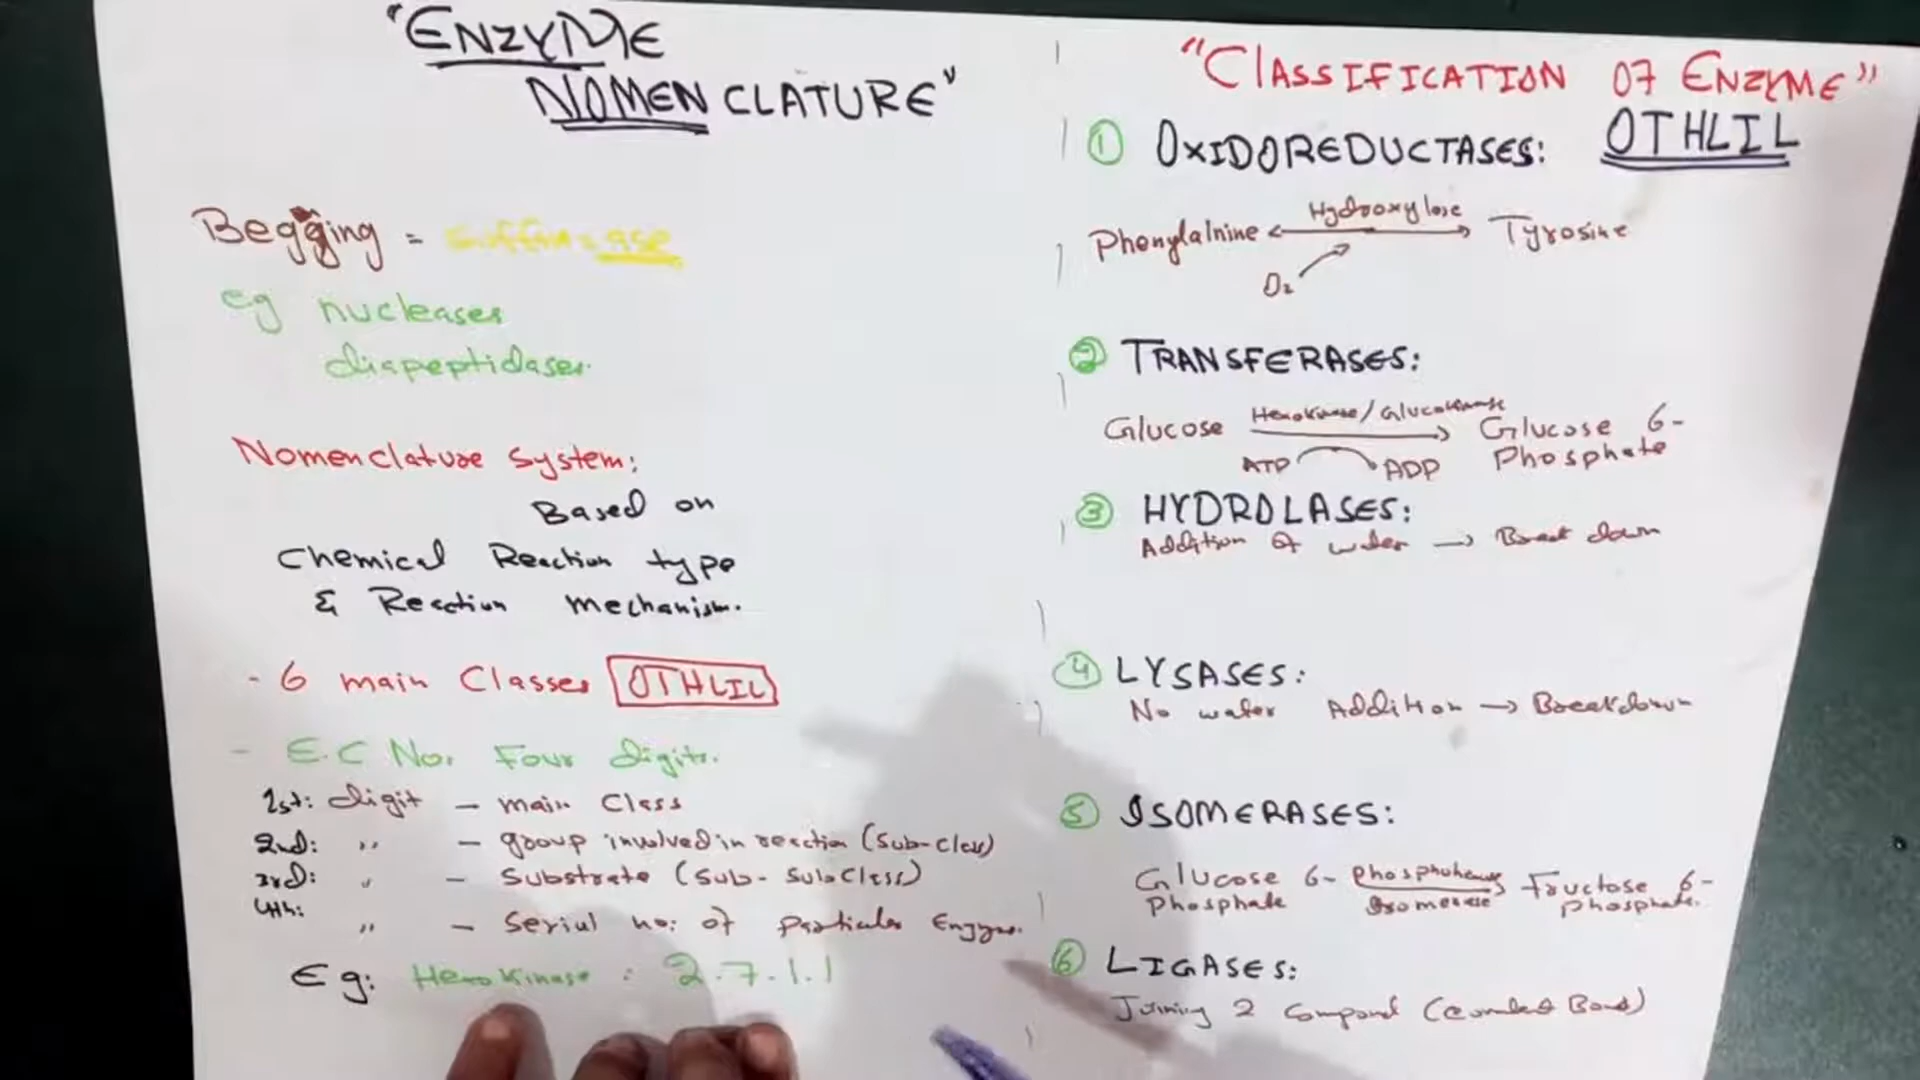 "ENZYME
NOMENCLATURE"
Begging = suffix = ase
eg nucleases
diapeptidases.
Nomenclature System:
Based on
Chemical Reaction type
& Reaction mechanism.
- 6 main Classes OTHLIL
- E.C No. Four digits.
1st: digit - main Class
2nd: " - group involved in reaction (Sub-Class)
3rd: " - Substrate (Sub-SubClass)
4th: " - Serial no: of Particular Enzyme.
Eg: Hexokinase : 2.7.1.1
"CLASSIFICATION OF ENZYME"
OTHLIL
① OXIDOREDUCTASES:
Hydroxylase
Phenylalnine ⟷ Tyrosine
O₂
② TRANSFERASES:
Hexokinase/Glucokinase
Glucose → Glucose 6-
Phosphate
ATP ADP
③ HYDROLASES:
Addition of water → Break down
④ LYSASES:
No water Addition → Breakdown
⑤ ISOMERASES:
Glucose 6- Phosphohexose Fructose 6-
Phosphate Isomerase Phosphate.
⑥ LIGASES:
Joining 2 Compound (Covalent Bond)